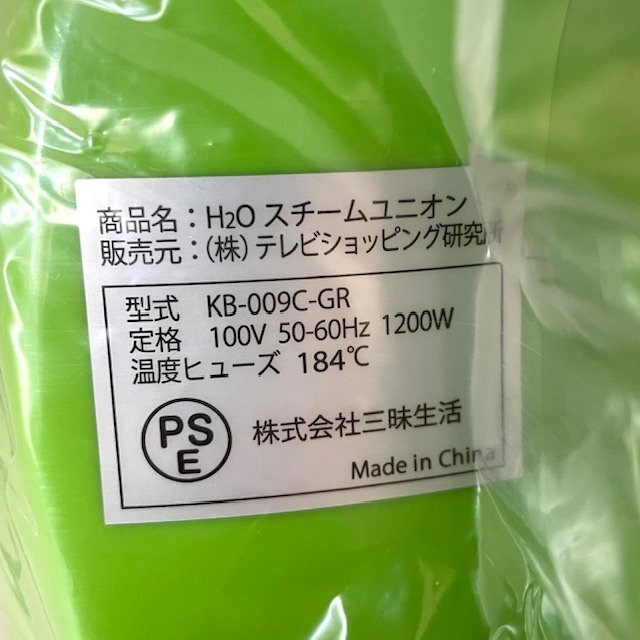 商品名：H₂O スチームユニオン
販売元：(株) テレビショッピング研究所
型式 KB-009C-GR
定格 100V 50-60Hz 1200W
温度ヒューズ 184℃
PS
E
株式会社三昧生活
Made in China